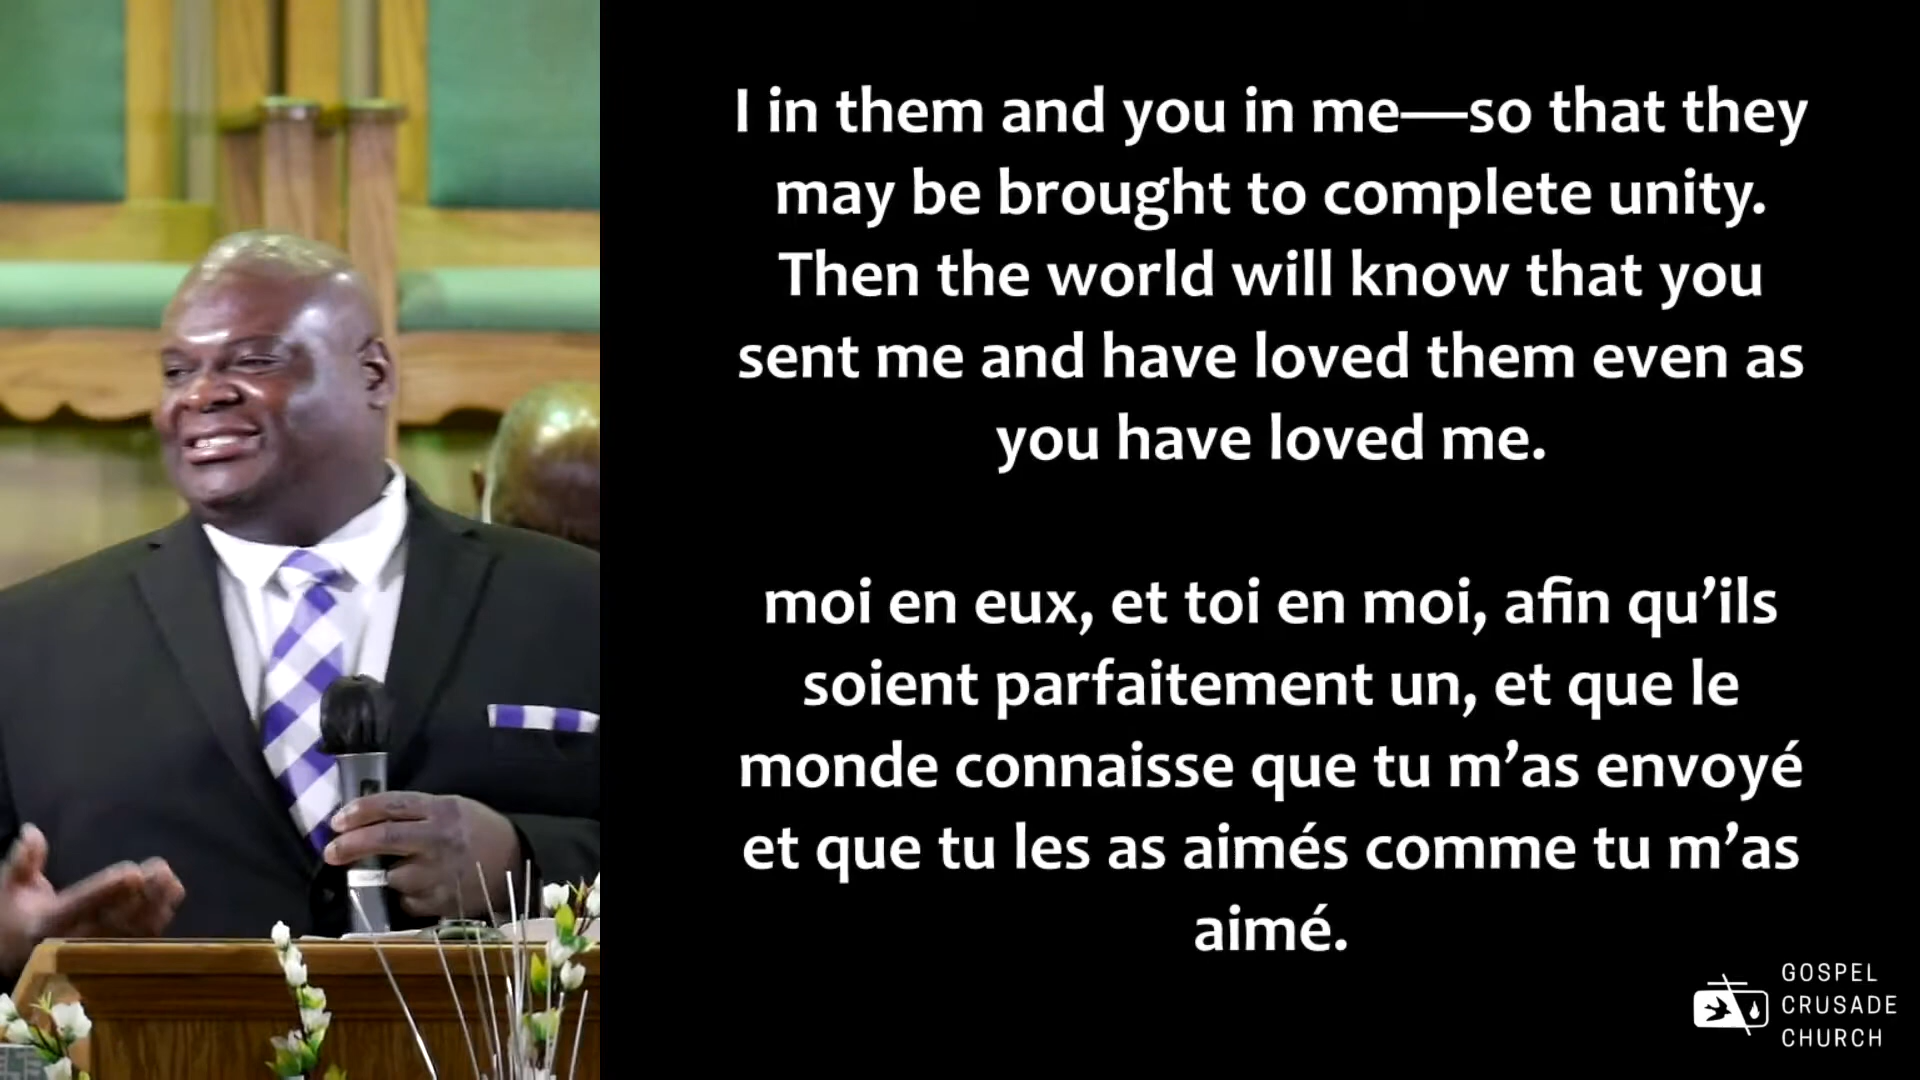 I in them and you in me—so that they
may be brought to complete unity.
Then the world will know that you
sent me and have loved them even as
you have loved me.
moi en eux, et toi en moi, afin qu’ils
soient parfaitement un, et que le
monde connaisse que tu m’as envoyé
et que tu les as aimés comme tu m’as
aimé.
GOSPEL
CRUSADE
CHURCH